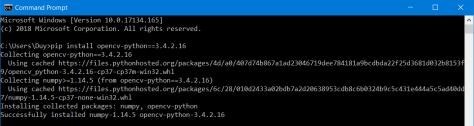 Command Prompt
Microsoft Windows [Version 10.0.17134.165]
(c) 2018 Microsoft Corporation. All rights reserved.
C:\Users\Duy>pip install opencv-python==3.4.2.16
Collecting opencv-python==3.4.2.16
Using cached https://files.pythonhosted.org/packages/4d/a0/407d74b867a1ad23046719dee784181a9bcdbda22f25d3681d032b8153f
9/opencv_python-3.4.2.16-cp37-cp37m-win32.whl
Collecting numpy>=1.14.5 (from opencv-python==3.4.2.16)
Using cached https://files.pythonhosted.org/packages/6c/28/010d2433a02bdb7a2d20638953cdb8c6b0324b9c5c431e444a5c5ad40dd
7/numpy-1.14.5-cp37-none-win32.whl
Installing collected packages: numpy, opencv-python
Successfully installed numpy-1.14.5 opencv-python-3.4.2.16